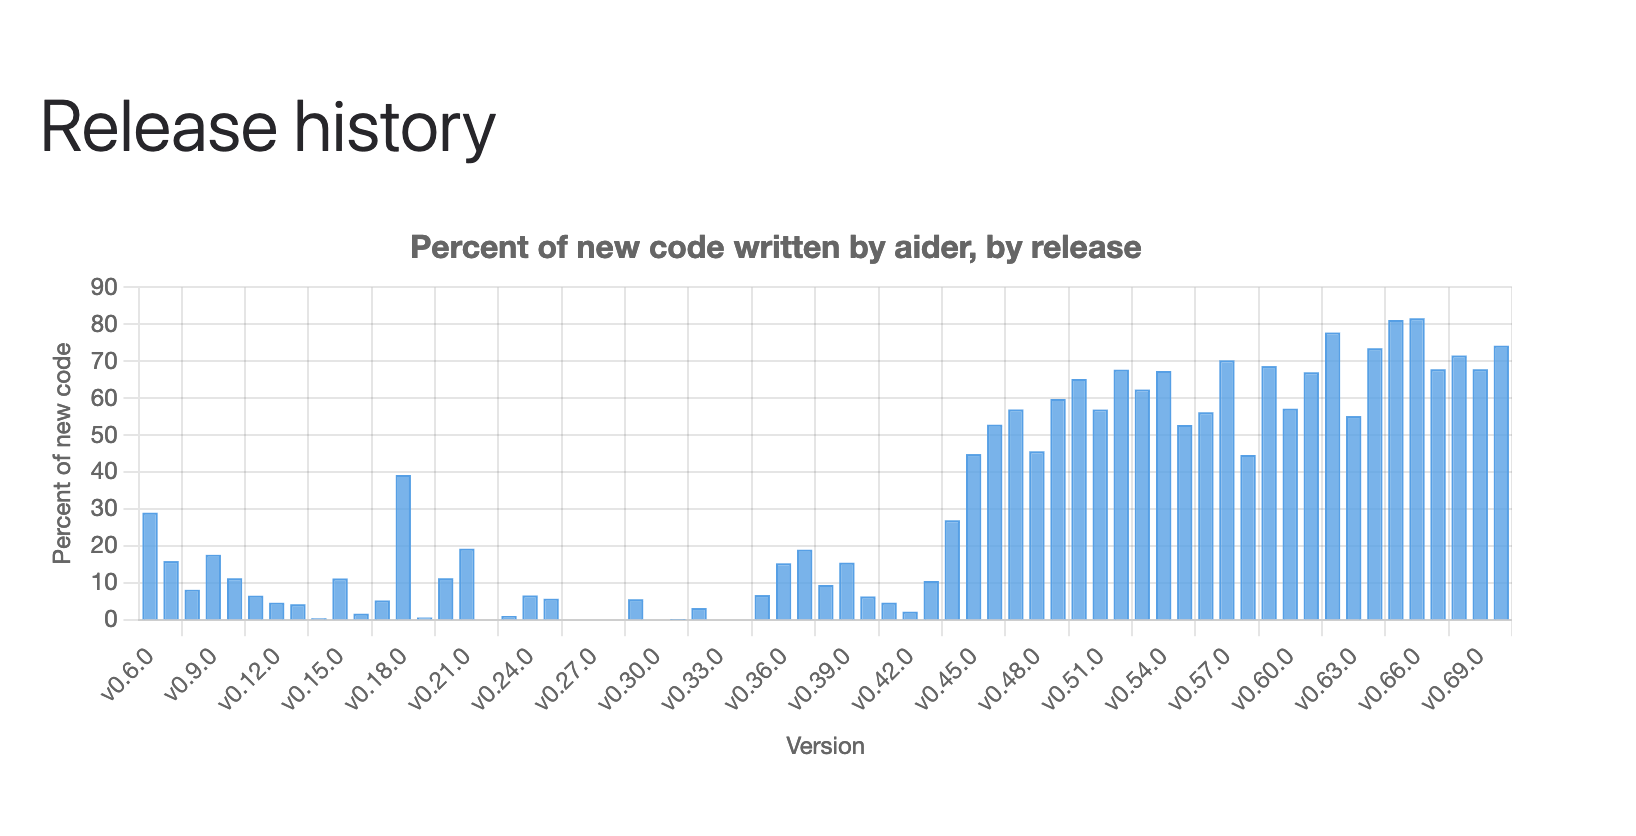 Release history
Percent of new code written by aider, by release
90
80
70
60
50
40
30
20
10
0
Percent of new code
v0.6.0
v0.9.0
v0.12.0
v0.15.0
v0.18.0
v0.21.0
v0.24.0
v0.27.0
v0.30.0
v0.33.0
v0.36.0
v0.39.0
v0.42.0
v0.45.0
v0.48.0
v0.51.0
v0.54.0
v0.57.0
v0.60.0
v0.63.0
v0.66.0
v0.69.0
Version